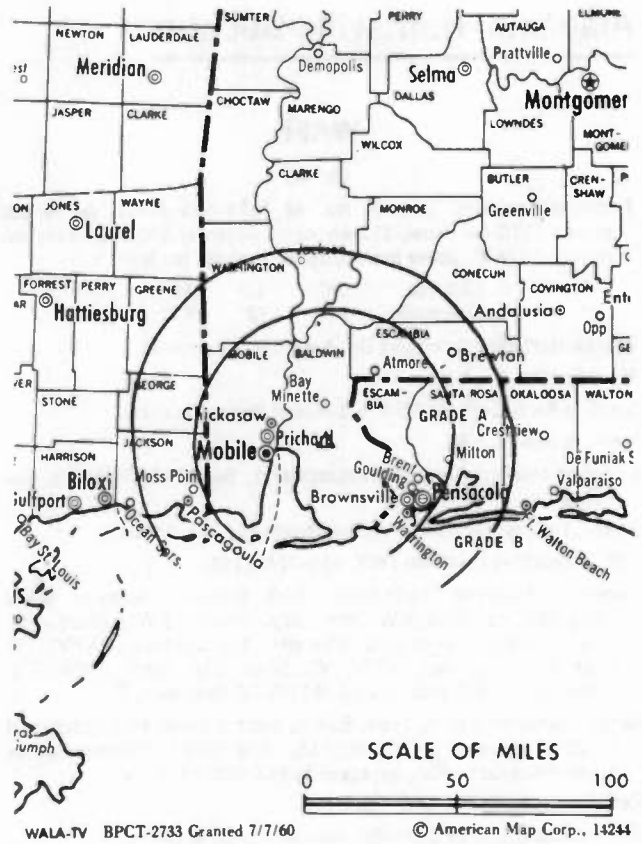 SUMTER
PERRY
AUTAUGA
ELMORE
NEWTON
LAUDERDALE
Demopolis
Prattville
Meridian
Selma
DALLAS
Montgomer
CHOCTAW
MARENGO
LOWNDES
JASPER
CLARKE
MONT-
GOMER
WILCOX
CLARKE
BUTLER
CREN-
SHAW
JONES
WAYNE
MONROE
Greenville
Laurel
WASHINGTON
CONECUH
COVINGTON
FORREST
PERRY
GREENE
Hattiesburg
Andalusia
Ente
Opp
ESCAMBIA
MOBILE
BALDWIN
Brewton
Atmore
GE
GEORGE
Bay
Minette
ESCAM-
BIA
SANTA ROSA
OKALOOSA
WALTON
STONE
GRADE A
Chickasaw
Crestview
JACKSON
Prichard
HARRISON
Mobile
Milton
De Funiak S
Moss Point
Brent
Goulding
Biloxi
Valparaiso
Gulfport
Brownsville
Pensacola
Ocean Sprs.
Pascagoula
Warrington
Ft. Walton Beach
Bay St. Louis
GRADE B
SCALE OF MILES
0 50 100
WALA-TV BPCT-2733 Granted 7/7/60
© American Map Corp., 14244